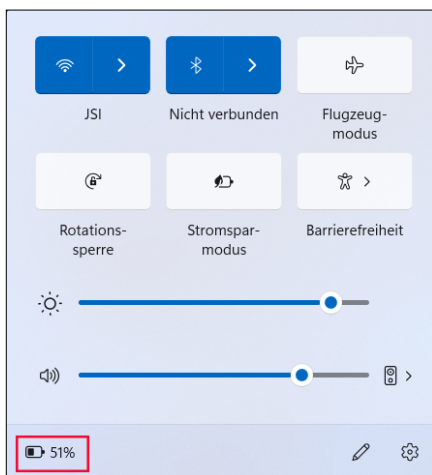 JSI
Nicht verbunden
Flugzeug-
modus
Rotations-
sperre
Stromspar-
modus
Barrierefreiheit
51%